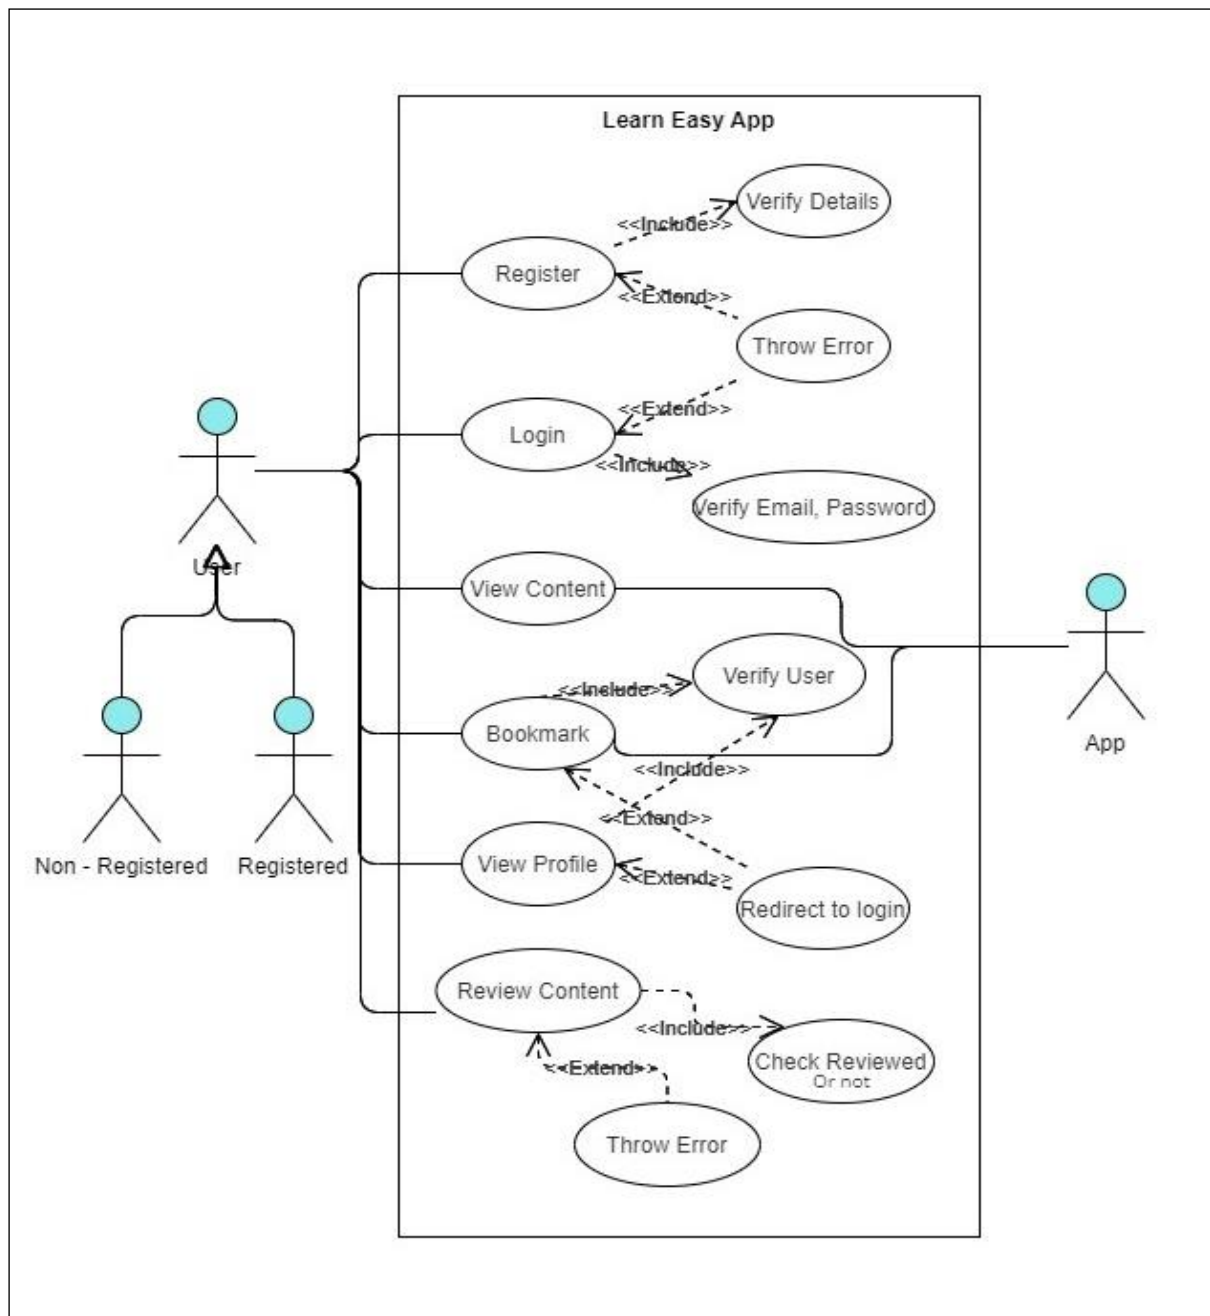 Learn Easy App
Verify Details
<<Include>>
Register
<<Extend>>
Throw Error
<<Extend>>
Login
<<Include>>
Verify Email, Password
User
View Content
Verify User
<<Include>>
Bookmark
App
<<Include>>
<<Extend>>
View Profile
Non - Registered
Registered
<<Extend>>
Redirect to login
Review Content
<<Include>>
Check Reviewed
Or not
<<Extend>>
Throw Error